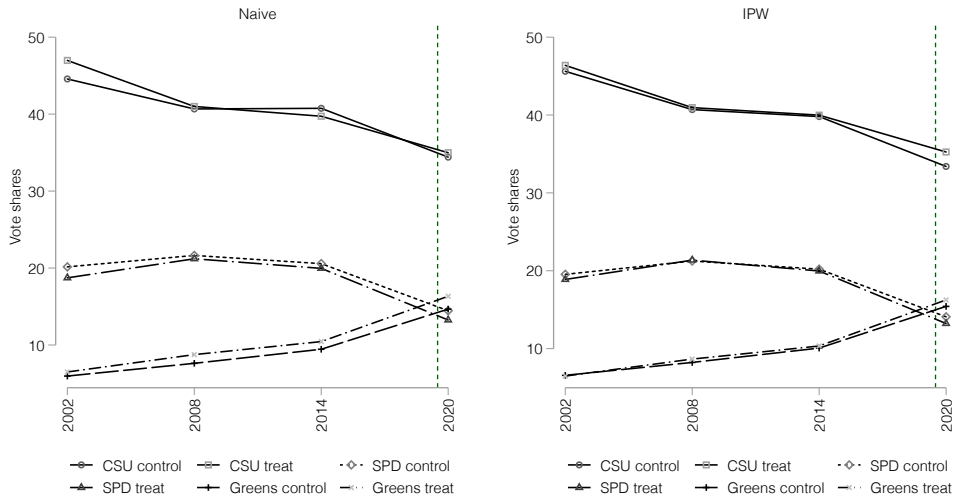 Naive
Vote shares
50
40
30
20
10
2002
2008
2014
2020
CSU control
CSU treat
SPD control
SPD treat
Greens control
Greens treat
IPW
Vote shares
50
40
30
20
10
2002
2008
2014
2020
CSU control
CSU treat
SPD control
SPD treat
Greens control
Greens treat